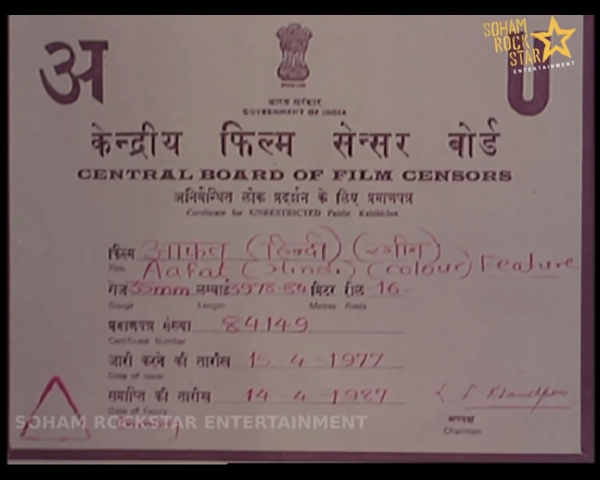 SOHAM
ROCK
STAR
ENTERTAINMENT
अ U
भारत सरकार
GOVERNMENT OF INDIA
केन्द्रीय फिल्म सेन्सर बोर्ड
CENTRAL BOARD OF FILM CENSORS
अनिर्बन्धित लोक प्रदर्शन के लिए प्रमाणपत्र
Certificate for UNRESTRICTED Public Exhibition
फिल्म आफत (हिन्दी) (रंगीन)
Film Aafat (Hindi) (Colour) Feature
गेज 35mm लम्बाई 3978.84 मिटर रील 16
Gauge Length Metres Reels
प्रमाणपत्र संख्या 84149
Certificate Number
जारी करने की तारीख 15-4-1977
Date of Issue
समाप्ति की तारीख 14-4-1987
Date of Expiry
SOHAM ROCKSTAR ENTERTAINMENT
अध्यक्ष
Chairman